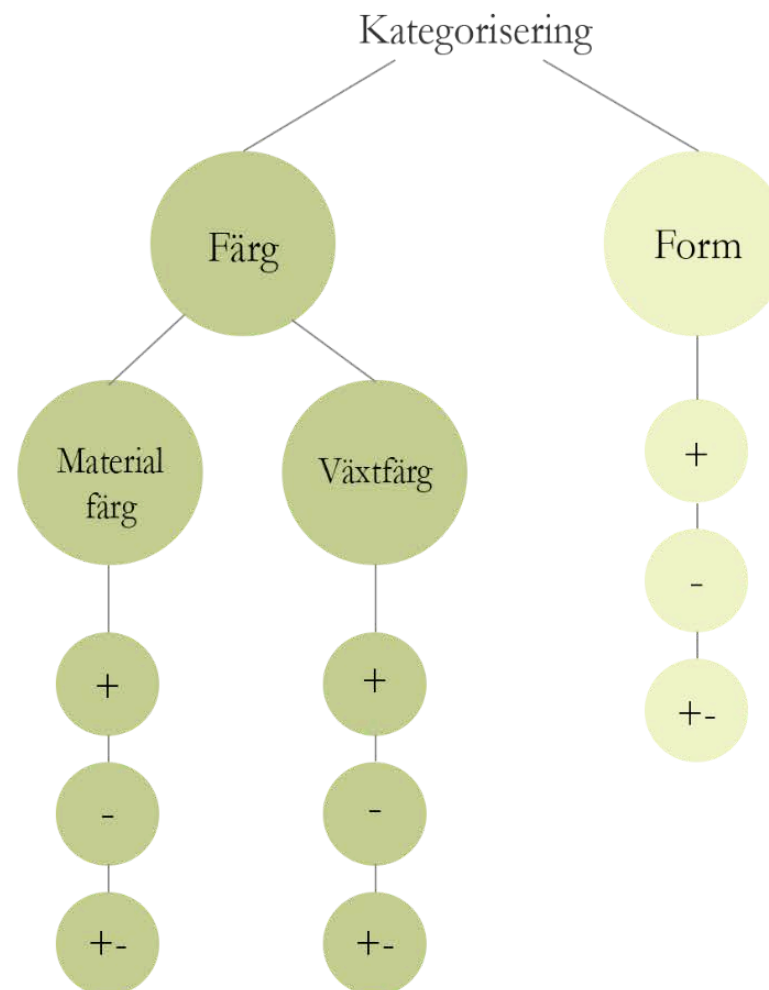 Kategorisering
Färg
Form
Material
färg
Växtfärg
+
-
+-
+
-
+-
+
-
+-